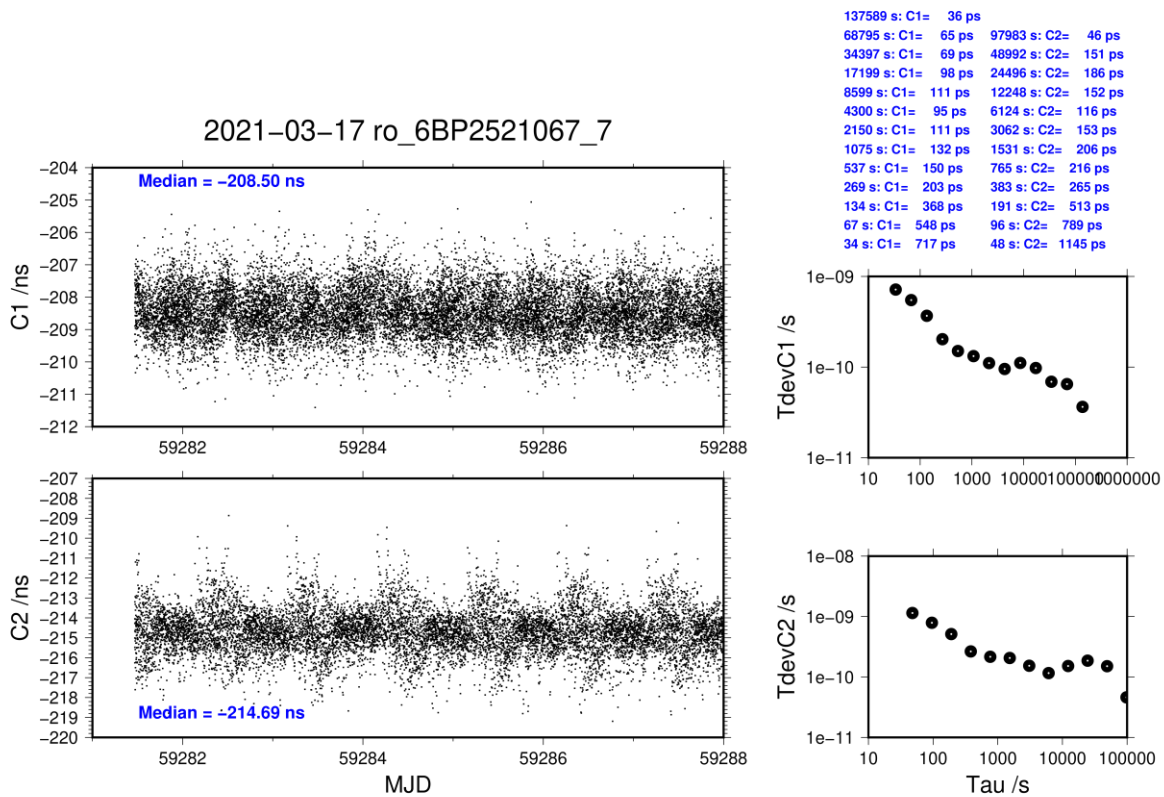 137589 s: C1= 36 ps
68795 s: C1= 65 ps 97983 s: C2= 46 ps
34397 s: C1= 69 ps 48992 s: C2= 151 ps
17199 s: C1= 98 ps 24496 s: C2= 186 ps
8599 s: C1= 111 ps 12248 s: C2= 152 ps
4300 s: C1= 95 ps 6124 s: C2= 116 ps
2150 s: C1= 111 ps 3062 s: C2= 153 ps
1075 s: C1= 132 ps 1531 s: C2= 206 ps
537 s: C1= 150 ps 765 s: C2= 216 ps
269 s: C1= 203 ps 383 s: C2= 265 ps
134 s: C1= 368 ps 191 s: C2= 513 ps
67 s: C1= 548 ps 96 s: C2= 789 ps
34 s: C1= 717 ps 48 s: C2= 1145 ps
2021−03−17 ro_6BP2521067_7
Median = −208.50 ns
C1 /ns
−204
−205
−206
−207
−208
−209
−210
−211
−212
59282 59284 59286 59288
TdevC1 /s
1e−09
1e−10
1e−11
10 100 1000 10000 100000 1000000
C2 /ns
−207
−208
−209
−210
−211
−212
−213
−214
−215
−216
−217
−218
−219
−220
Median = −214.69 ns
59282 59284 59286 59288
MJD
TdevC2 /s
1e−08
1e−09
1e−10
1e−11
10 100 1000 10000 100000
Tau /s